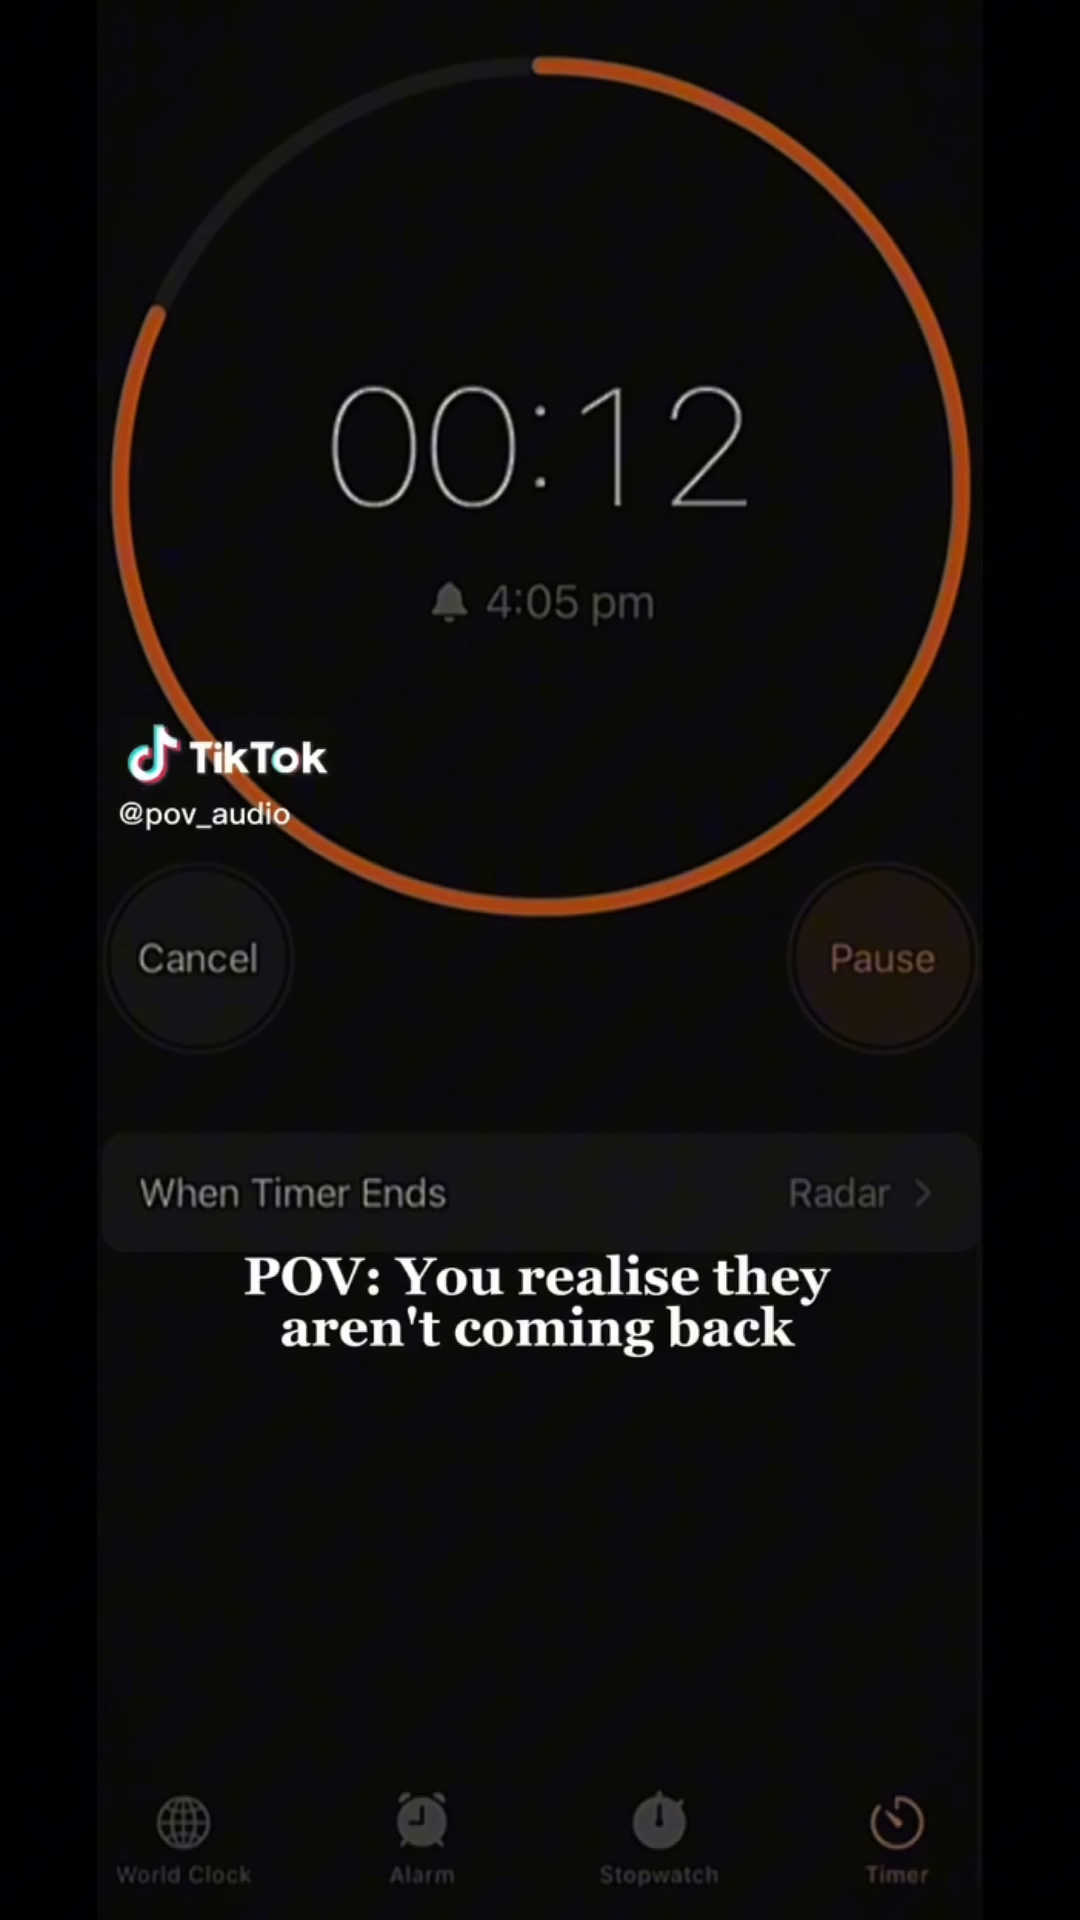 00:12
4:05 pm
TikTok
@pov_audio
Cancel
Pause
When Timer Ends
Radar
POV: You realise they
aren't coming back
World Clock
Alarm
Stopwatch
Timer